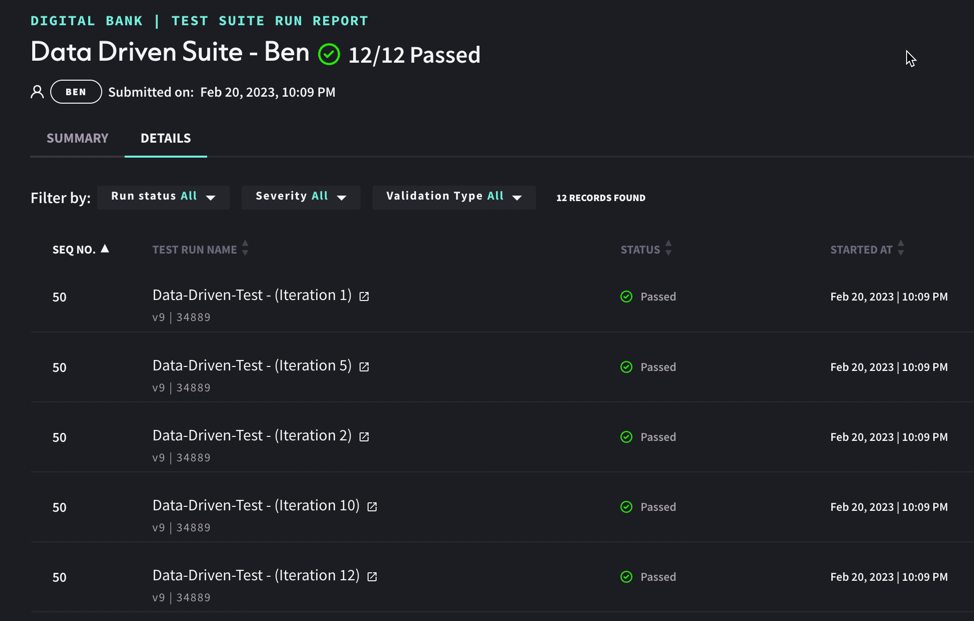 DIGITAL BANK | TEST SUITE RUN REPORT
Data Driven Suite - Ben 12/12 Passed
BEN Submitted on: Feb 20, 2023, 10:09 PM
SUMMARY DETAILS
Filter by: Run status All Severity All Validation Type All 12 RECORDS FOUND
SEQ NO. TEST RUN NAME STATUS STARTED AT
50 Data-Driven-Test - (Iteration 1) Passed Feb 20, 2023 | 10:09 PM
v9 | 34889
50 Data-Driven-Test - (Iteration 5) Passed Feb 20, 2023 | 10:09 PM
v9 | 34889
50 Data-Driven-Test - (Iteration 2) Passed Feb 20, 2023 | 10:09 PM
v9 | 34889
50 Data-Driven-Test - (Iteration 10) Passed Feb 20, 2023 | 10:09 PM
v9 | 34889
50 Data-Driven-Test - (Iteration 12) Passed Feb 20, 2023 | 10:09 PM
v9 | 34889